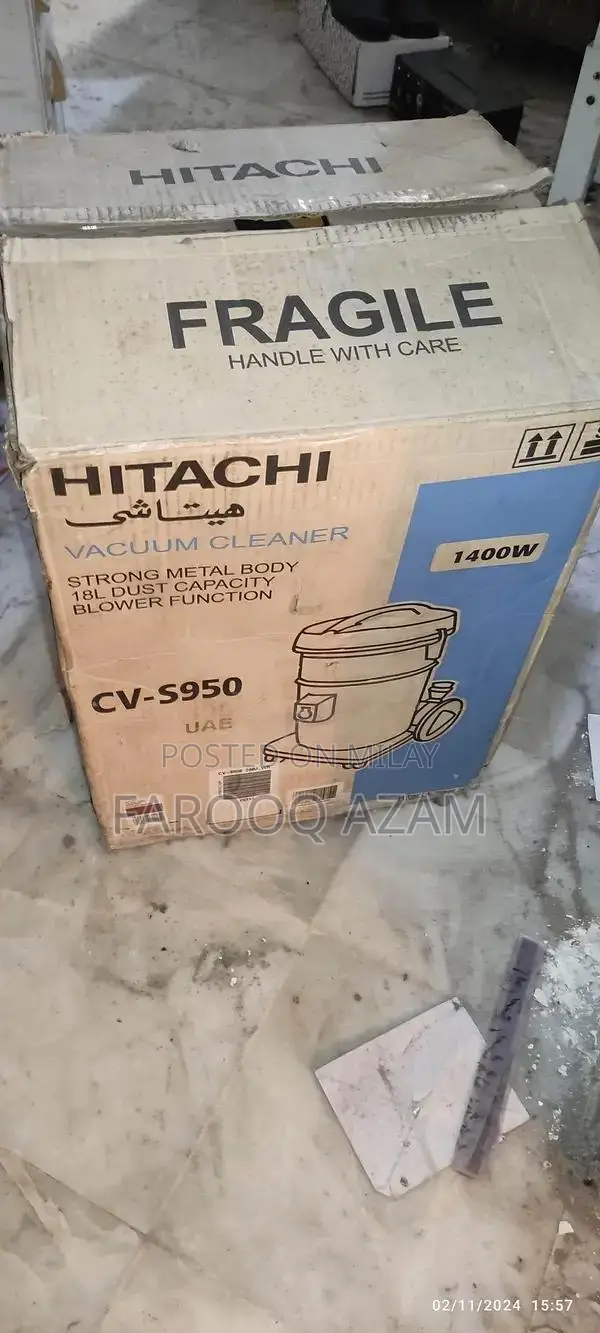 HITACHI
FRAGILE
HANDLE WITH CARE
HITACHI
هيتاشي
VACUUM CLEANER
1400W
STRONG METAL BODY
18L DUST CAPACITY
BLOWER FUNCTION
CV-S950
UAE
POSTED ON MILAY
FAROOQ AZAM
02/11/2024 15:57